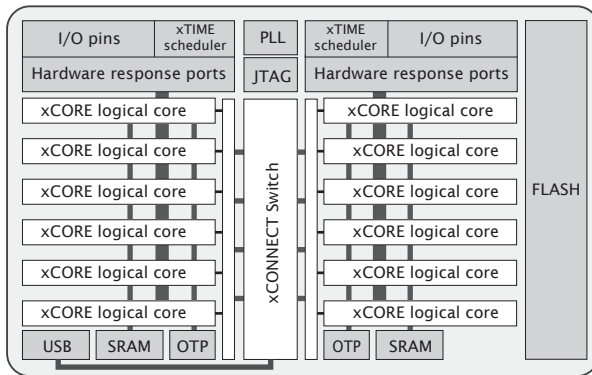 I/O pins
xTIME
scheduler
PLL
xTIME
scheduler
I/O pins
Hardware response ports
JTAG
Hardware response ports
xCORE logical core
xCORE logical core
xCORE logical core
xCORE logical core
xCORE logical core
xCORE logical core
xCONNECT Switch
xCORE logical core
xCORE logical core
xCORE logical core
xCORE logical core
xCORE logical core
xCORE logical core
FLASH
USB
SRAM
OTP
OTP
SRAM